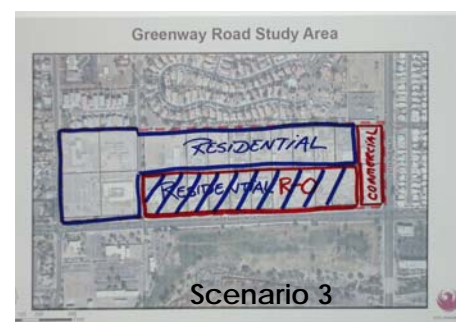 Greenway Road Study Area
RESIDENTIAL
RESIDENTIAL R-O
COMMERCIAL
Scenario 3